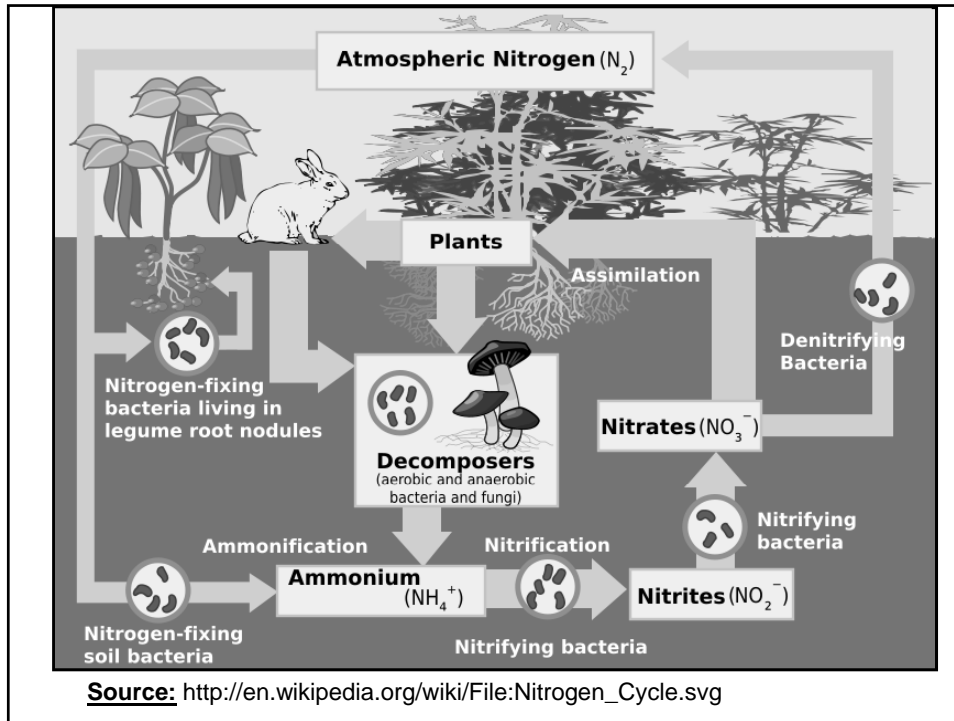 Atmospheric Nitrogen (N₂)
Plants
Assimilation
Denitrifying
Bacteria
Nitrogen-fixing
bacteria living in
legume root nodules
Nitrates (NO₃⁻)
Decomposers
(aerobic and anaerobic
bacteria and fungi)
Nitrifying
bacteria
Ammonification
Nitrification
Ammonium
(NH₄⁺)
Nitrites (NO₂⁻)
Nitrogen-fixing
soil bacteria
Nitrifying bacteria
Source: http://en.wikipedia.org/wiki/File:Nitrogen_Cycle.svg